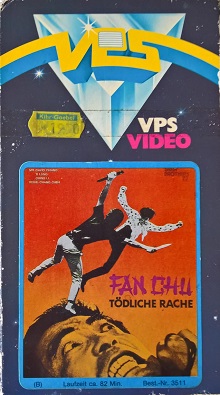 VPS
VPS
VIDEO
FAN CHU
TÖDLICHE RACHE
(B) Laufzeit ca. 82 Min. Best.-Nr. 3511